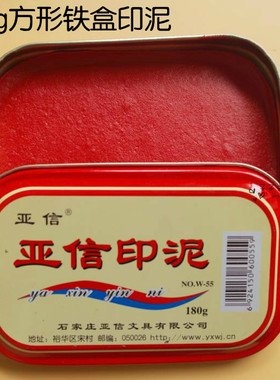 g方形铁盒印泥
亚信®
亚信印泥
ya xin yin ni
NO.W-55
180g
6924150600359
石家庄亚信文具有限公司
地址：裕华区宋村 邮编：050026 http://www.yxwj.cn